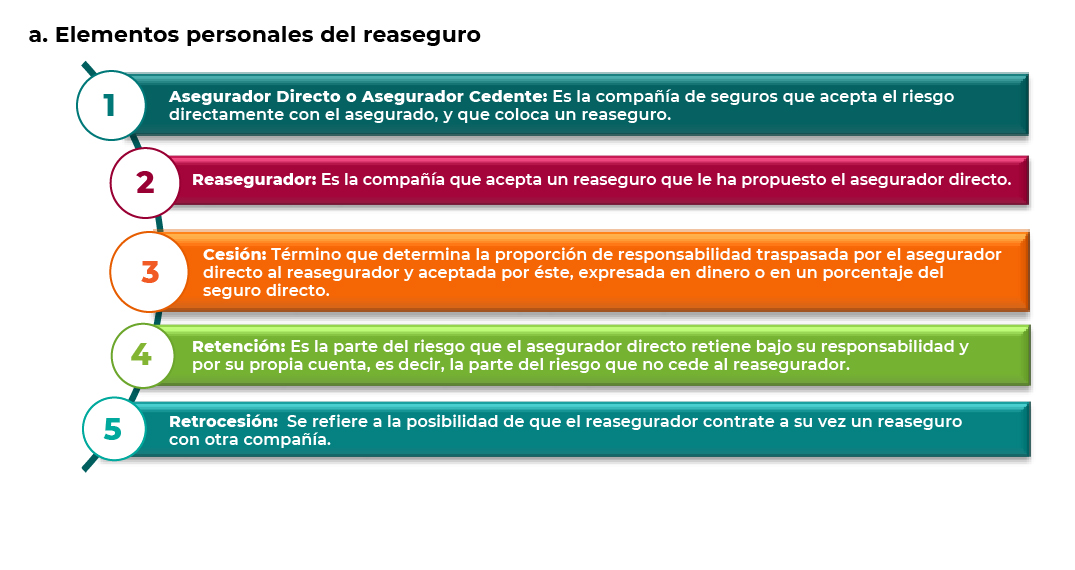 a. Elementos personales del reaseguro
1
Asegurador Directo o Asegurador Cedente: Es la compañía de seguros que acepta el riesgo
directamente con el asegurado, y que coloca un reaseguro.
2
Reasegurador: Es la compañía que acepta un reaseguro que le ha propuesto el asegurador directo.
3
Cesión: Término que determina la proporción de responsabilidad traspasada por el asegurador
directo al reasegurador y aceptada por éste, expresada en dinero o en un porcentaje del
seguro directo.
4
Retención: Es la parte del riesgo que el asegurador directo retiene bajo su responsabilidad y
por su propia cuenta, es decir, la parte del riesgo que no cede al reasegurador.
5
Retrocesión:  Se refiere a la posibilidad de que el reasegurador contrate a su vez un reaseguro
con otra compañía.